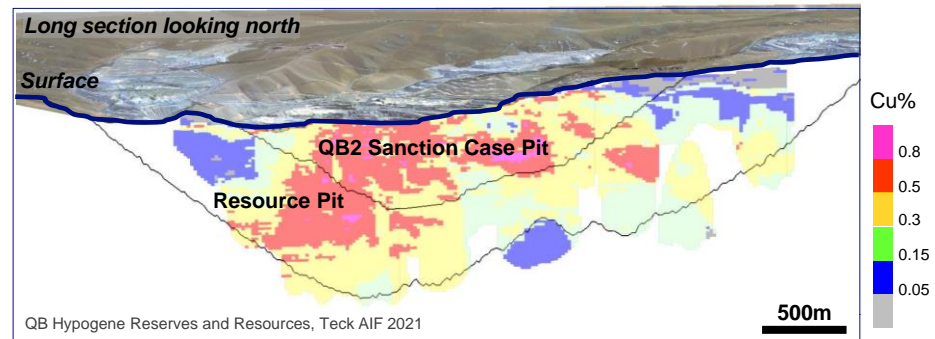 Long section looking north
Surface
Cu%
0.8
0.5
0.3
0.15
0.05
QB2 Sanction Case Pit
Resource Pit
QB Hypogene Reserves and Resources, Teck AIF 2021
500m